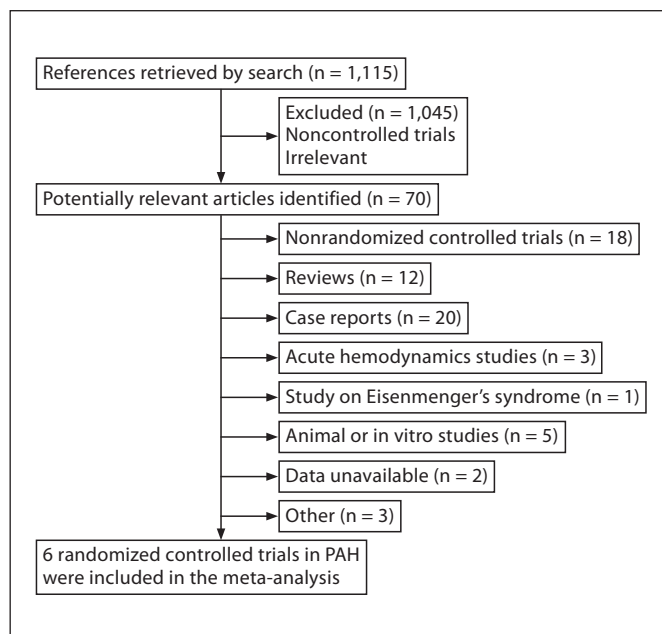 References retrieved by search (n = 1,115)
Excluded (n = 1,045)
Noncontrolled trials
Irrelevant
Potentially relevant articles identified (n = 70)
Nonrandomized controlled trials (n = 18)
Reviews (n = 12)
Case reports (n = 20)
Acute hemodynamics studies (n = 3)
Study on Eisenmenger’s syndrome (n = 1)
Animal or in vitro studies (n = 5)
Data unavailable (n = 2)
Other (n = 3)
6 randomized controlled trials in PAH
were included in the meta-analysis